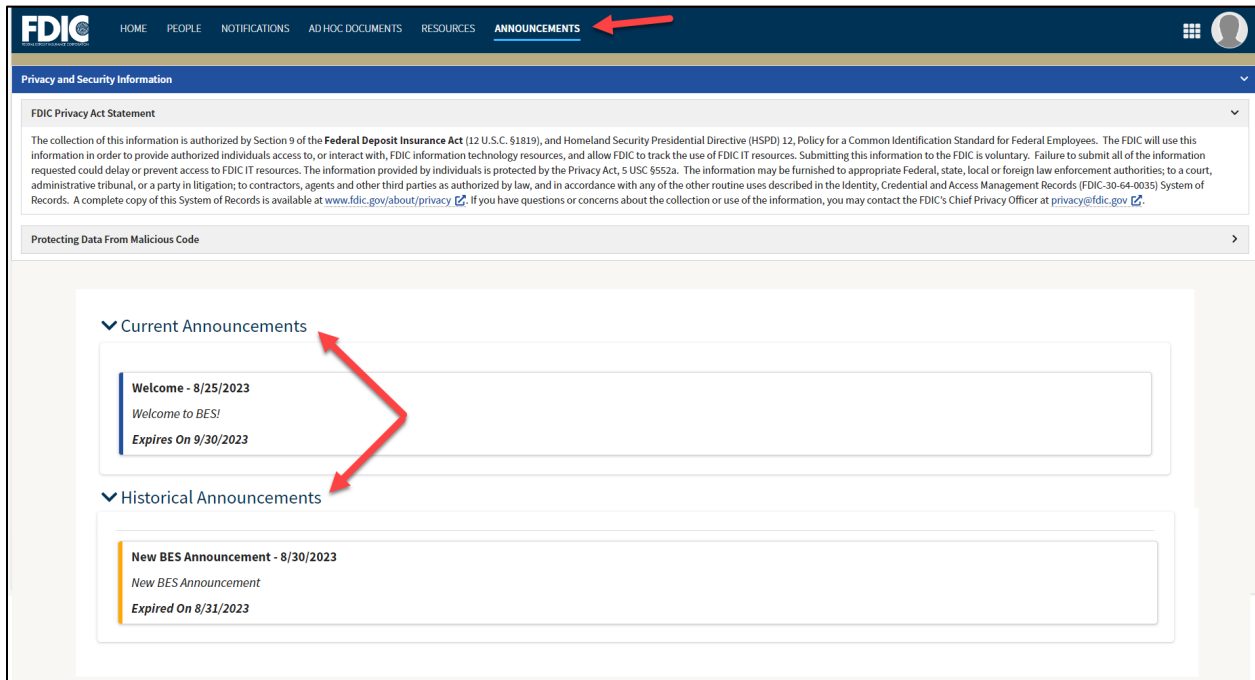 FDIC
FEDERAL DEPOSIT INSURANCE CORPORATION
HOME PEOPLE NOTIFICATIONS AD HOC DOCUMENTS RESOURCES ANNOUNCEMENTS
Privacy and Security Information
FDIC Privacy Act Statement
The collection of this information is authorized by Section 9 of the Federal Deposit Insurance Act (12 U.S.C. §1819), and Homeland Security Presidential Directive (HSPD) 12, Policy for a Common Identification Standard for Federal Employees. The FDIC will use this
information in order to provide authorized individuals access to, or interact with, FDIC information technology resources, and allow FDIC to track the use of FDIC IT resources. Submitting this information to the FDIC is voluntary. Failure to submit all of the information
requested could delay or prevent access to FDIC IT resources. The information provided by individuals is protected by the Privacy Act, 5 USC §552a. The information may be furnished to appropriate Federal, state, local or foreign law enforcement authorities; to a court,
administrative tribunal, or a party in litigation; to contractors, agents and other third parties as authorized by law, and in accordance with any of the other routine uses described in the Identity, Credential and Access Management Records (FDIC-30-64-0035) System of
Records. A complete copy of this System of Records is available at www.fdic.gov/about/privacy. If you have questions or concerns about the collection or use of the information, you may contact the FDIC's Chief Privacy Officer at privacy@fdic.gov.
Protecting Data From Malicious Code
Current Announcements
Welcome - 8/25/2023
Welcome to BES!
Expires On 9/30/2023
Historical Announcements
New BES Announcement - 8/30/2023
New BES Announcement
Expired On 8/31/2023